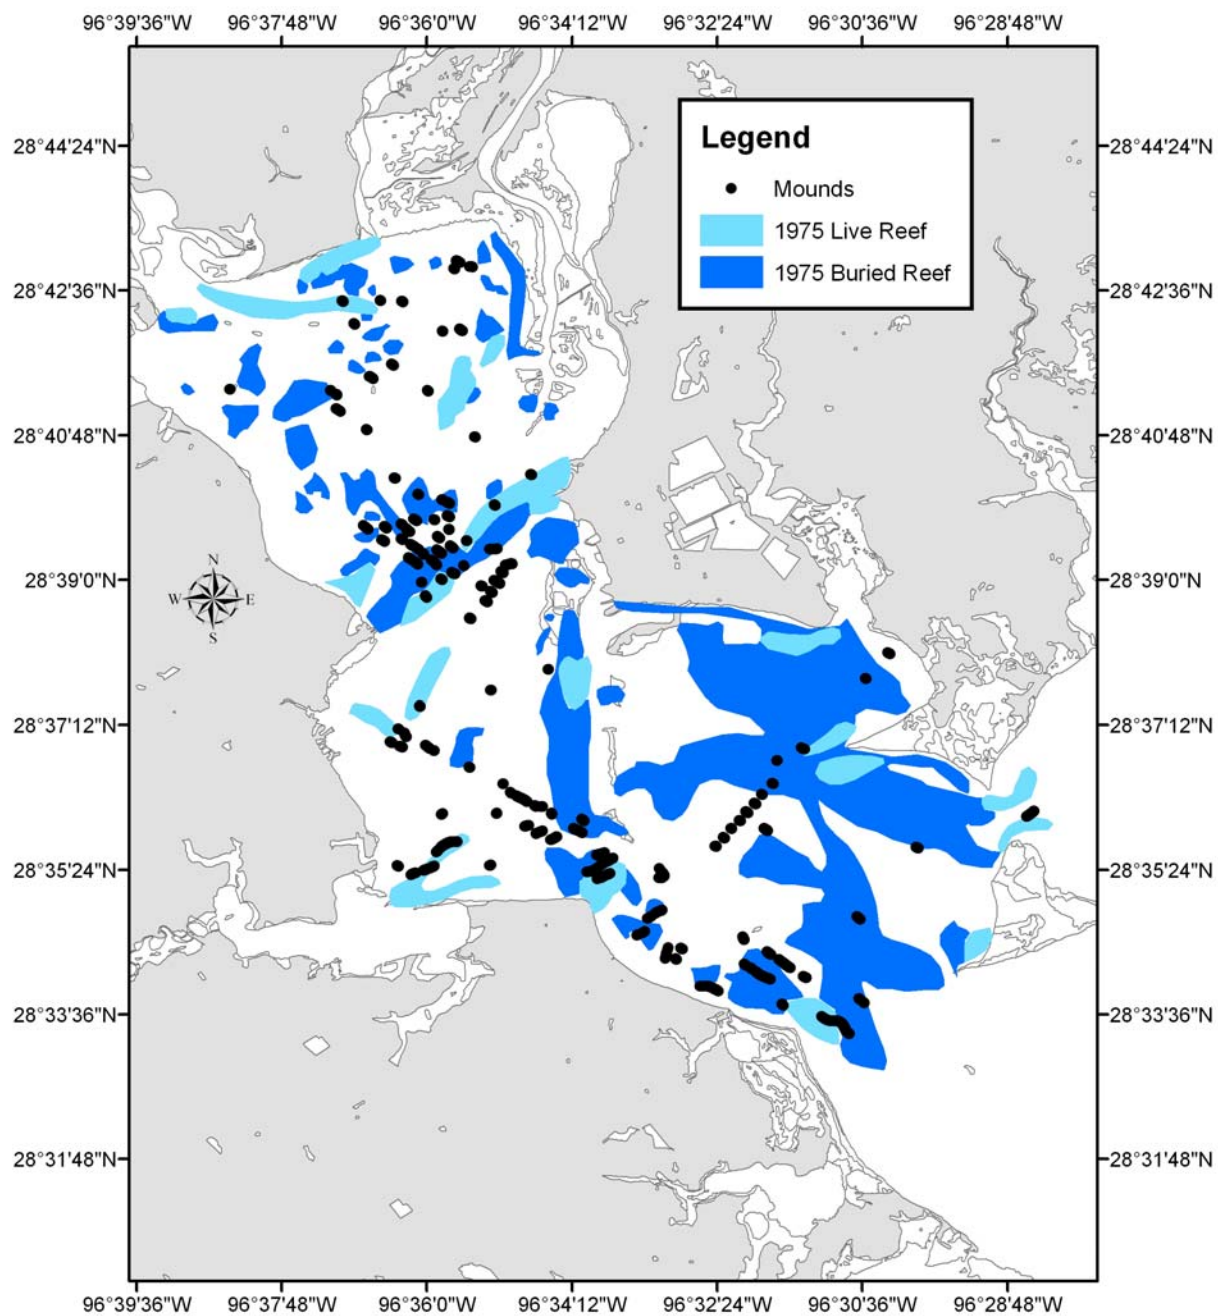 96°39'36"W 96°37'48"W 96°36'0"W 96°34'12"W 96°32'24"W 96°30'36"W 96°28'48"W
Legend
28°44'24"N 28°44'24"N
Mounds
1975 Live Reef
1975 Buried Reef
28°42'36"N 28°42'36"N
28°40'48"N 28°40'48"N
N
28°39'0"N 28°39'0"N
W E
S
28°37'12"N 28°37'12"N
28°35'24"N 28°35'24"N
28°33'36"N 28°33'36"N
28°31'48"N 28°31'48"N
96°39'36"W 96°37'48"W 96°36'0"W 96°34'12"W 96°32'24"W 96°30'36"W 96°28'48"W